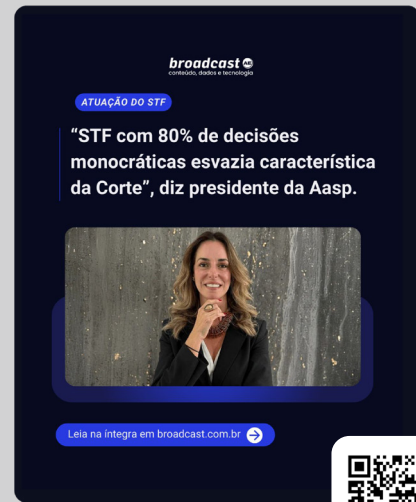 broadcast AE
conteúdo, dados e tecnologia
ATUAÇÃO DO STF
“STF com 80% de decisões
monocráticas esvazia característica
da Corte”, diz presidente da Aasp.
Leia na íntegra em broadcast.com.br